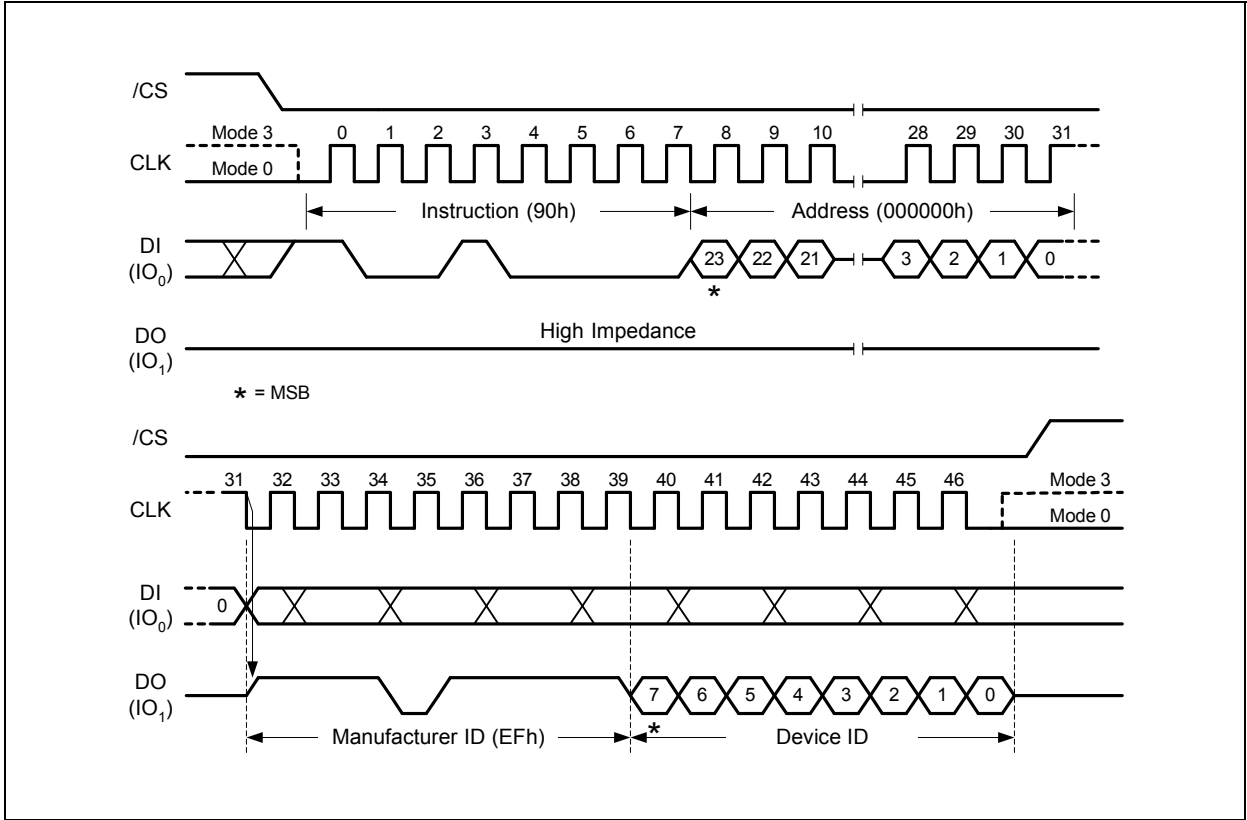 /CS
Mode 3 0 1 2 3 4 5 6 7 8 9 10 28 29 30 31
CLK
Mode 0
Instruction (90h) Address (000000h)
DI
(IO0)
23 22 21 3 2 1 0
*
High Impedance
DO
(IO1)
* = MSB
/CS
31 32 33 34 35 36 37 38 39 40 41 42 43 44 45 46 Mode 3
CLK
Mode 0
DI
(IO0)
0
DO
(IO1)
7 6 5 4 3 2 1 0
*
Manufacturer ID (EFh) Device ID